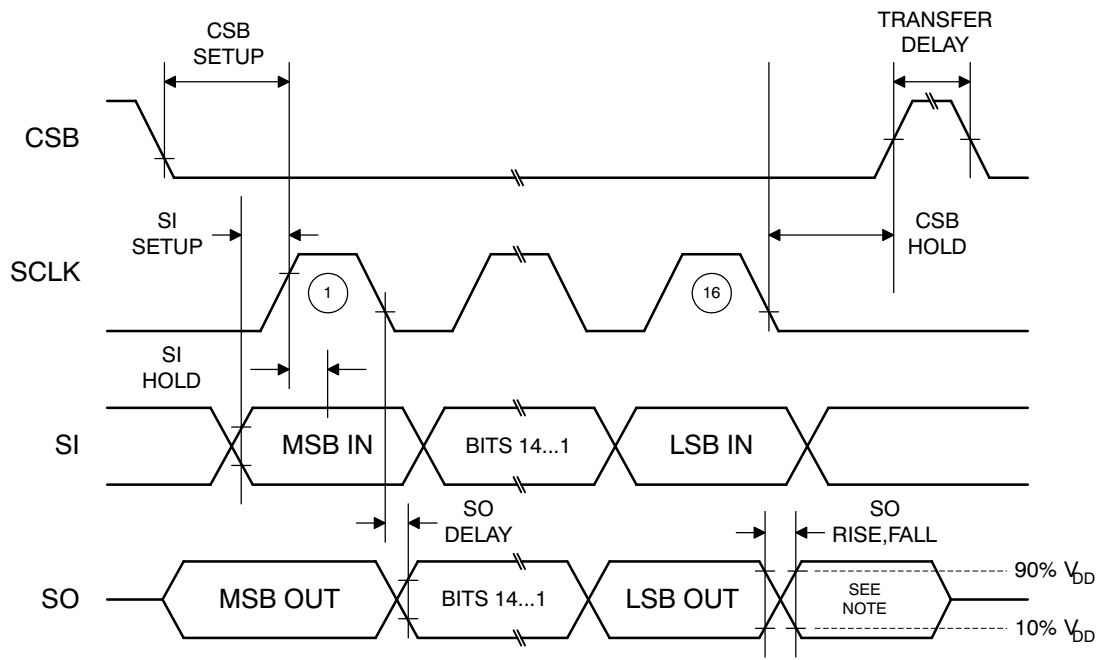 CSB
SETUP
TRANSFER
DELAY
CSB
SI
SETUP
CSB
HOLD
SCLK
1
16
SI
HOLD
SI
MSB IN
BITS 14...1
LSB IN
SO
DELAY
SO
RISE,FALL
SO
MSB OUT
BITS 14...1
LSB OUT
SEE
NOTE
90% VDD
10% VDD